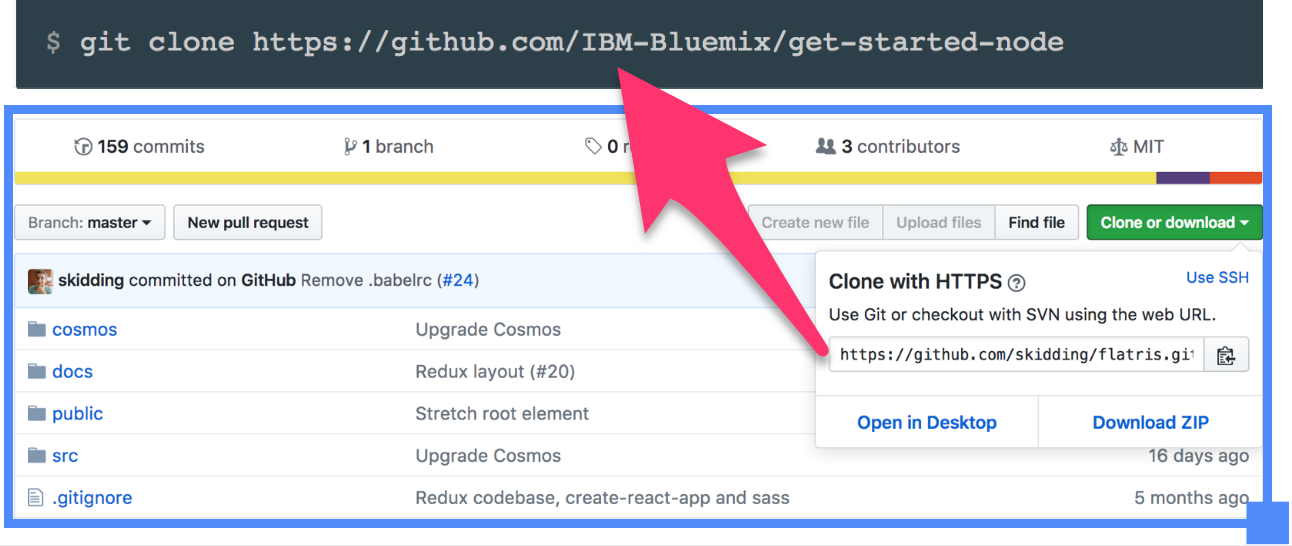 $ git clone https://github.com/IBM-Bluemix/get-started-node
159 commits 1 branch 0 3 contributors MIT
Branch: master New pull request Create new file Upload files Find file Clone or download
skidding committed on GitHub Remove .babelrc (#24)
Clone with HTTPS Use SSH
Use Git or checkout with SVN using the web URL.
https://github.com/skidding/flatris.git
Open in Desktop Download ZIP
cosmos Upgrade Cosmos
docs Redux layout (#20)
public Stretch root element
src Upgrade Cosmos 16 days ago
.gitignore Redux codebase, create-react-app and sass 5 months ago